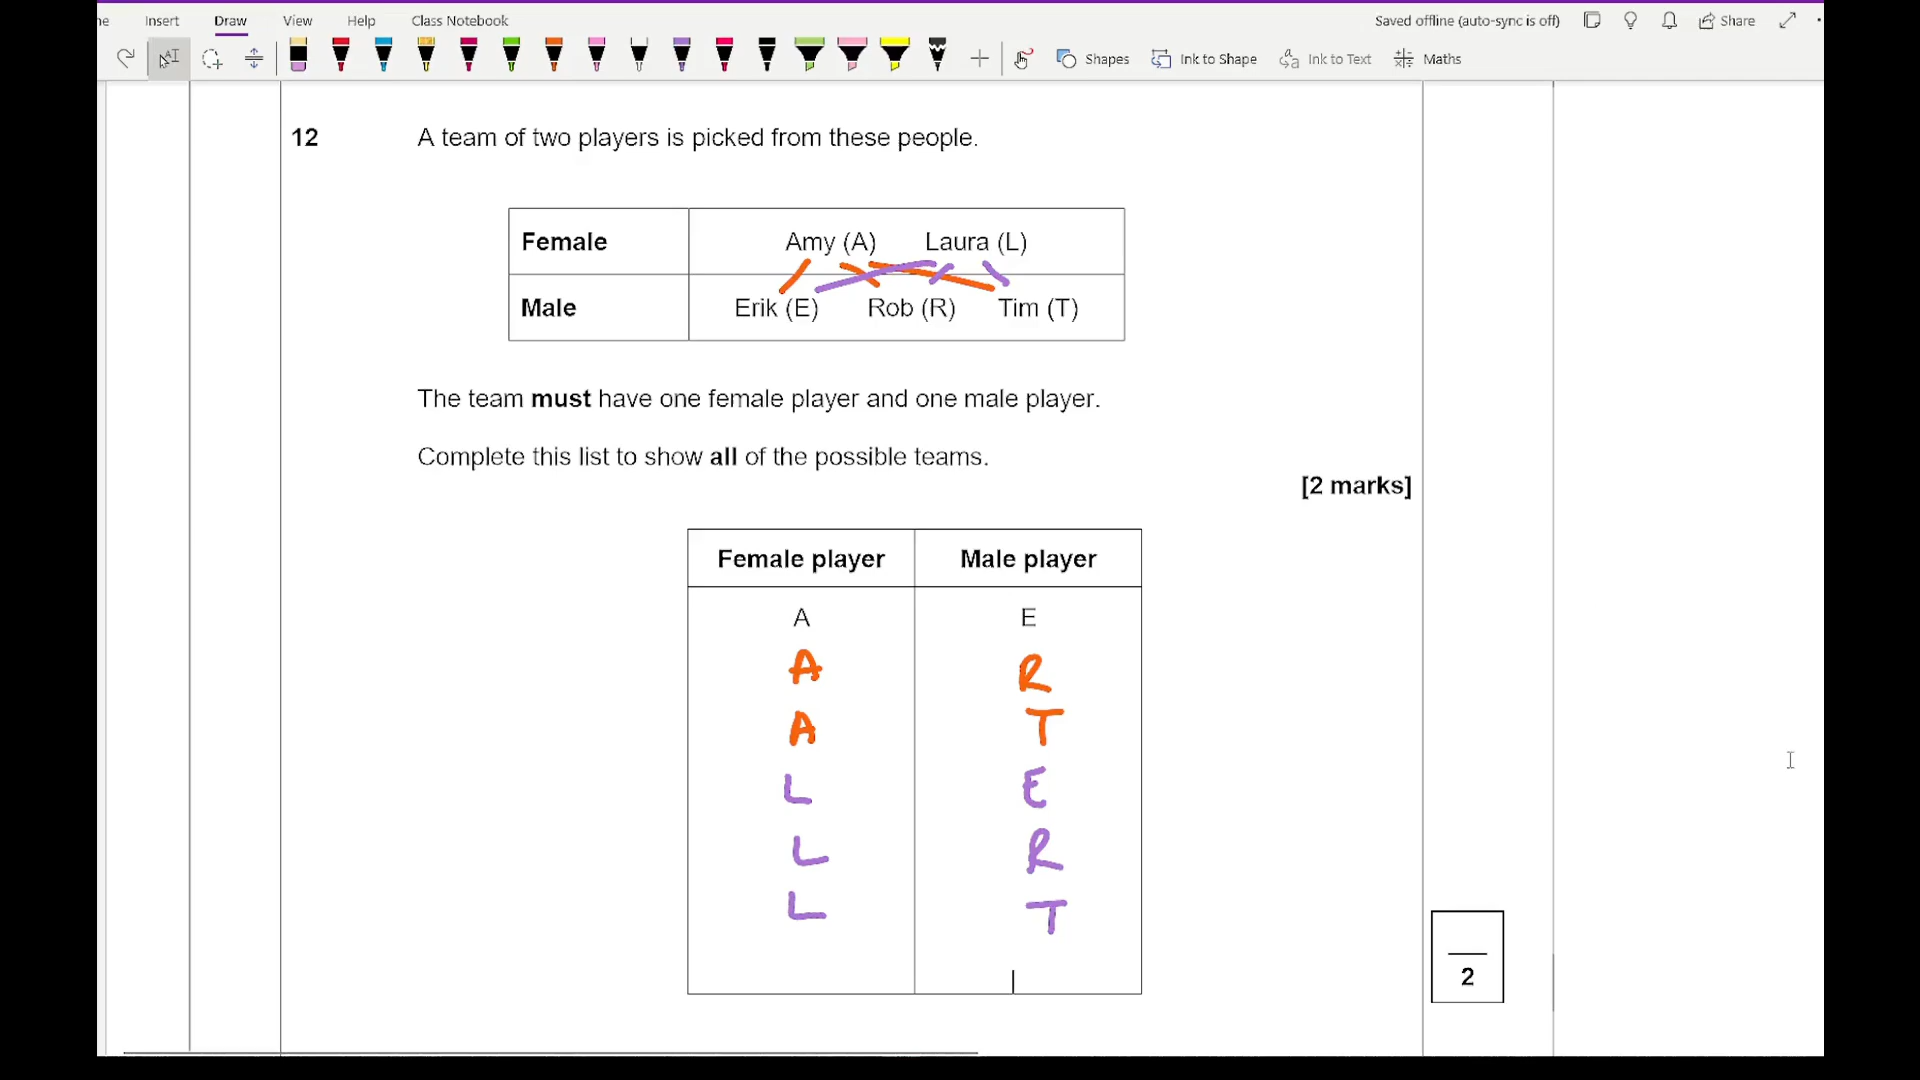 Insert Draw View Help Class Notebook Saved offline (auto-sync is off) Share
Shapes Ink to Shape Ink to Text Maths
12 A team of two players is picked from these people.
Female Amy (A) Laura (L)
Male Erik (E) Rob (R) Tim (T)
The team must have one female player and one male player.
Complete this list to show all of the possible teams.
[2 marks]
Female player Male player
A E
A R
A T
L E
L R
L T
2